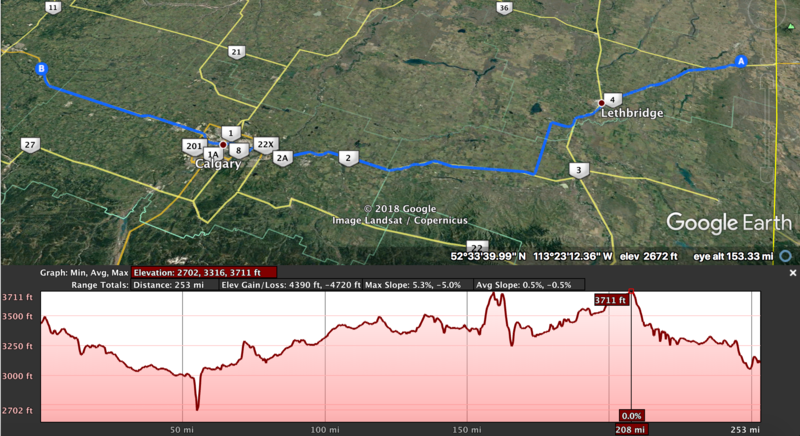 11
36
21
B
A
4
Lethbridge
27
1
201
1A
8
22X
Calgary
2A
2
3
© 2018 Google
Image Landsat / Copernicus
Google Earth
22
52°33'39.99" N 113°23'12.36" W elev 2672 ft eye alt 153.33 mi
Graph: Min, Avg, Max Elevation: 2702, 3316, 3711 ft
Range Totals: Distance: 253 mi Elev Gain/Loss: 4390 ft, -4720 ft Max Slope: 5.3%, -5.0% Avg Slope: 0.5%, -0.5%
3711 ft
3711 ft
3500 ft
3250 ft
3000 ft
2702 ft
0.0%
50 mi 100 mi 150 mi 208 mi 253 mi